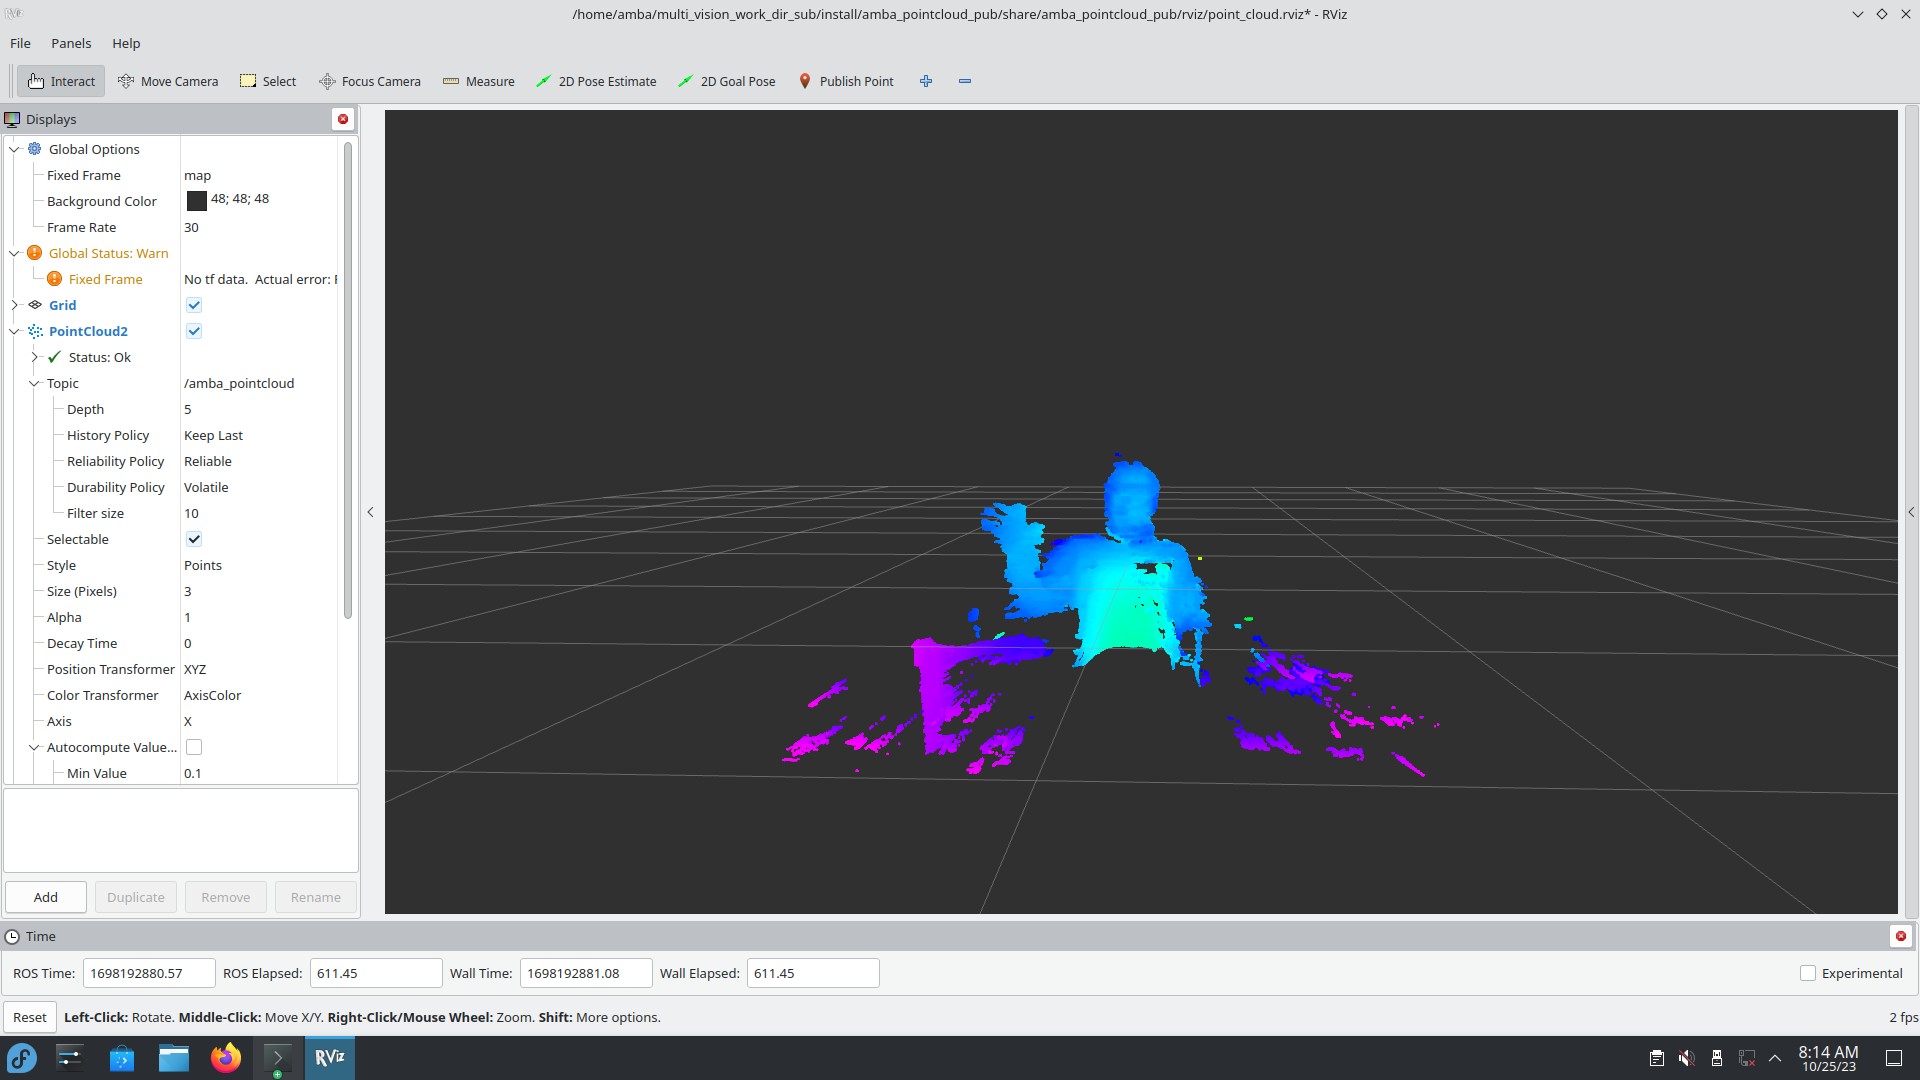 /home/amba/multi_vision_work_dir_sub/install/amba_pointcloud_pub/share/amba_pointcloud_pub/rviz/point_cloud.rviz* - RViz
File Panels Help
Interact Move Camera Select Focus Camera Measure 2D Pose Estimate 2D Goal Pose Publish Point
Displays
Global Options
Fixed Frame map
Background Color 48; 48; 48
Frame Rate 30
Global Status: Warn
Fixed Frame No tf data.  Actual error:
Grid
PointCloud2
Status: Ok
Topic /amba_pointcloud
Depth 5
History Policy Keep Last
Reliability Policy Reliable
Durability Policy Volatile
Filter size 10
Selectable
Style Points
Size (Pixels) 3
Alpha 1
Decay Time 0
Position Transformer XYZ
Color Transformer AxisColor
Axis X
Autocompute Value...
Min Value 0.1
Add Duplicate Remove Rename
Time
ROS Time: 1698192880.57 ROS Elapsed: 611.45 Wall Time: 1698192881.08 Wall Elapsed: 611.45 Experimental
Reset Left-Click: Rotate. Middle-Click: Move X/Y. Right-Click/Mouse Wheel: Zoom. Shift: More options. 2 fps
RViz
8:14 AM
10/25/23